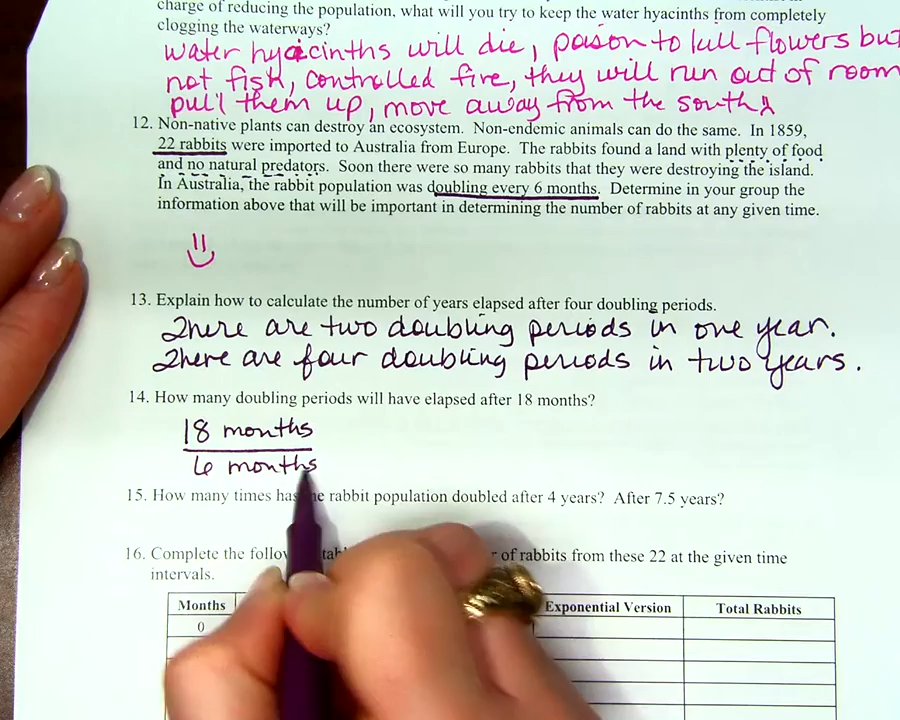 charge of reducing the population, what will you try to keep the water hyacinths from completely
clogging the waterways?
water hyacinths will die, poison to kill flowers but
not fish, controlled fire, they will run out of room
pull them up, move away from the south
12. Non-native plants can destroy an ecosystem. Non-endemic animals can do the same. In 1859,
22 rabbits were imported to Australia from Europe. The rabbits found a land with plenty of food
and no natural predators. Soon there were so many rabbits that they were destroying the island.
In Australia, the rabbit population was doubling every 6 months. Determine in your group the
information above that will be important in determining the number of rabbits at any given time.
13. Explain how to calculate the number of years elapsed after four doubling periods.
There are two doubling periods in one year.
There are four doubling periods in two years.
14. How many doubling periods will have elapsed after 18 months?
18 months
6 months
15. How many times has rabbit population doubled after 4 years? After 7.5 years?
16. Complete the of rabbits from these 22 at the given time
intervals.
Months Exponential Version Total Rabbits
0